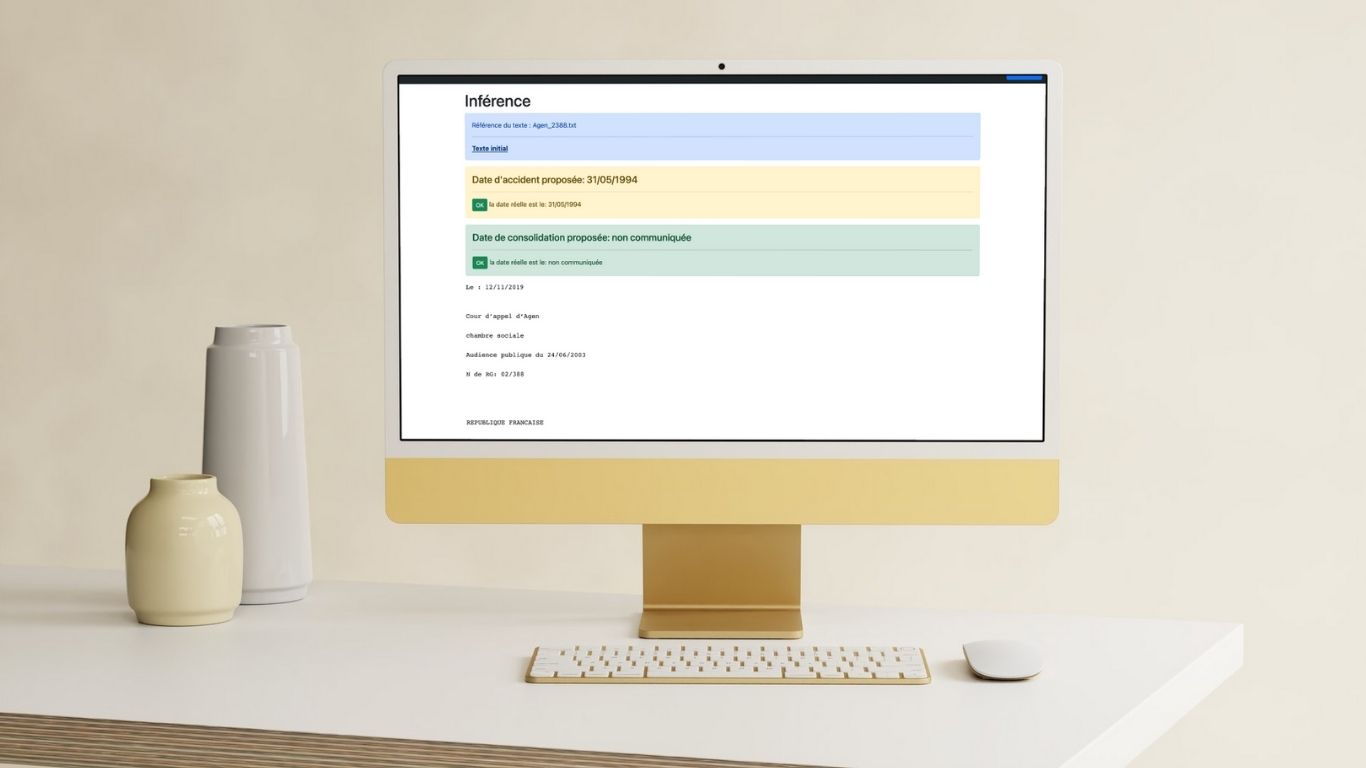 Inférence
Référence du texte : Agen_2388.txt
Texte initial
Date d'accident proposée: 31/05/1994
OK la date réelle est le: 31/05/1994
Date de consolidation proposée: non communiquée
OK la date réelle est le: non communiquée
Le : 12/11/2019
Cour d'appel d'Agen
chambre sociale
Audience publique du 24/06/2003
N de RG: 02/388
REPUBLIQUE FRANCAISE